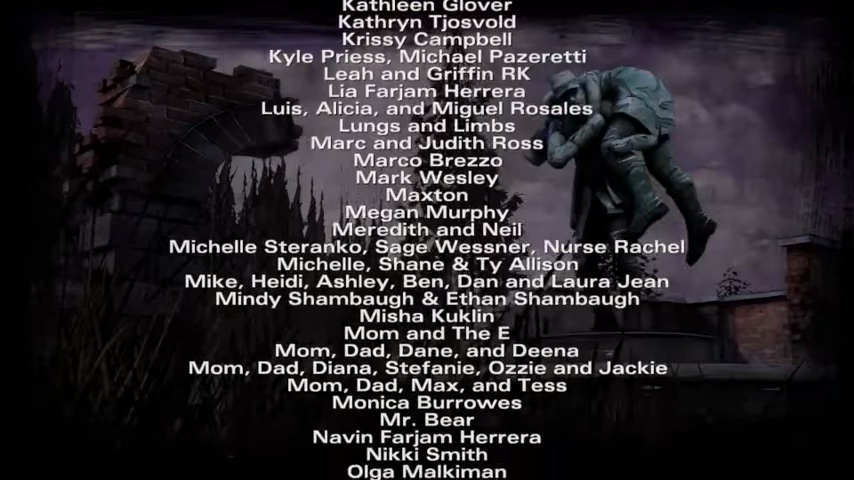 Kathleen Glover
Kathryn Tjosvold
Krissy Campbell
Kyle Priess, Michael Pazeretti
Leah and Griffin RK
Lia Farjam Herrera
Luis, Alicia, and Miguel Rosales
Lungs and Limbs
Marc and Judith Ross
Marco Brezzo
Mark Wesley
Maxton
Megan Murphy
Meredith and Neil
Michelle Steranko, Sage Wessner, Nurse Rachel
Michelle, Shane & Ty Allison
Mike, Heidi, Ashley, Ben, Dan and Laura Jean
Mindy Shambaugh & Ethan Shambaugh
Misha Kuklin
Mom and The E
Mom, Dad, Dane, and Deena
Mom, Dad, Diana, Stefanie, Ozzie and Jackie
Mom, Dad, Max, and Tess
Monica Burrowes
Mr. Bear
Navin Farjam Herrera
Nikki Smith
Olga Malkiman